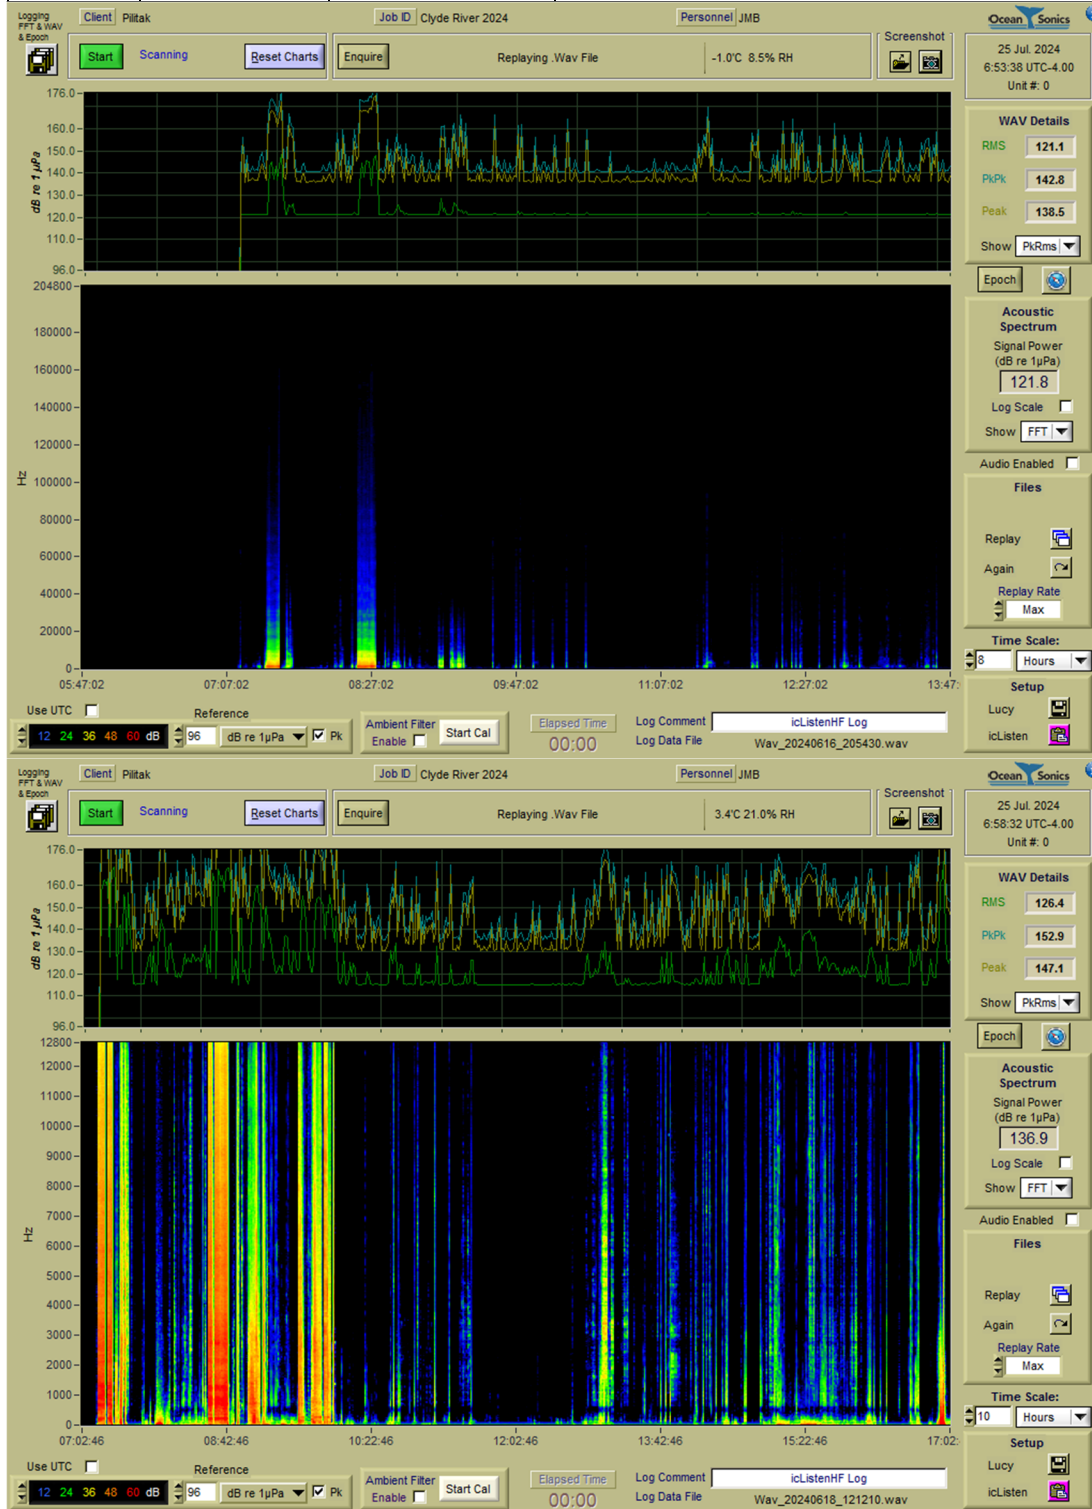 Logging FFT & WAV & Epoch
Client Pilitak Job ID Clyde River 2024 Personnel JMB
Ocean Sonics
Start Scanning Reset Charts Enquire Replaying .Wav File -1.0'C 8.5% RH
Screenshot
25 Jul. 2024
6:53:38 UTC-4.00
Unit #: 0
176.0
160.0
150.0
140.0
130.0
120.0
110.0
96.0
dB re 1 µPa
WAV Details
RMS 121.1
PkPk 142.8
Peak 138.5
Show PkRms
Epoch
204800
180000
160000
140000
120000
100000
80000
60000
40000
20000
0
Hz
05:47:02 07:07:02 08:27:02 09:47:02 11:07:02 12:27:02 13:47:
Acoustic
Spectrum
Signal Power
(dB re 1µPa)
121.8
Log Scale
Show FFT
Audio Enabled
Files
Replay
Again
Replay Rate
Max
Time Scale:
8 Hours
Setup
Lucy
icListen
Use UTC
Reference
12 24 36 48 60 dB 96 dB re 1µPa Pk
Ambient Filter
Enable Start Cal
Elapsed Time
00:00
Log Comment icListenHF Log
Log Data File Wav_20240616_205430.wav
Logging FFT & WAV & Epoch
Client Pilitak Job ID Clyde River 2024 Personnel JMB
Ocean Sonics
Start Scanning Reset Charts Enquire Replaying .Wav File 3.4'C 21.0% RH
Screenshot
25 Jul. 2024
6:58:32 UTC-4.00
Unit #: 0
176.0
160.0
150.0
140.0
130.0
120.0
110.0
96.0
dB re 1 µPa
WAV Details
RMS 126.4
PkPk 152.9
Peak 147.1
Show PkRms
Epoch
12800
12000
11000
10000
9000
8000
7000
6000
5000
4000
3000
2000
1000
0
Hz
07:02:46 08:42:46 10:22:46 12:02:46 13:42:46 15:22:46 17:02:
Acoustic
Spectrum
Signal Power
(dB re 1µPa)
136.9
Log Scale
Show FFT
Audio Enabled
Files
Replay
Again
Replay Rate
Max
Time Scale:
10 Hours
Setup
Lucy
icListen
Use UTC
Reference
12 24 36 48 60 dB 96 dB re 1µPa Pk
Ambient Filter
Enable Start Cal
Elapsed Time
00:00
Log Comment icListenHF Log
Log Data File Wav_20240618_121210.wav